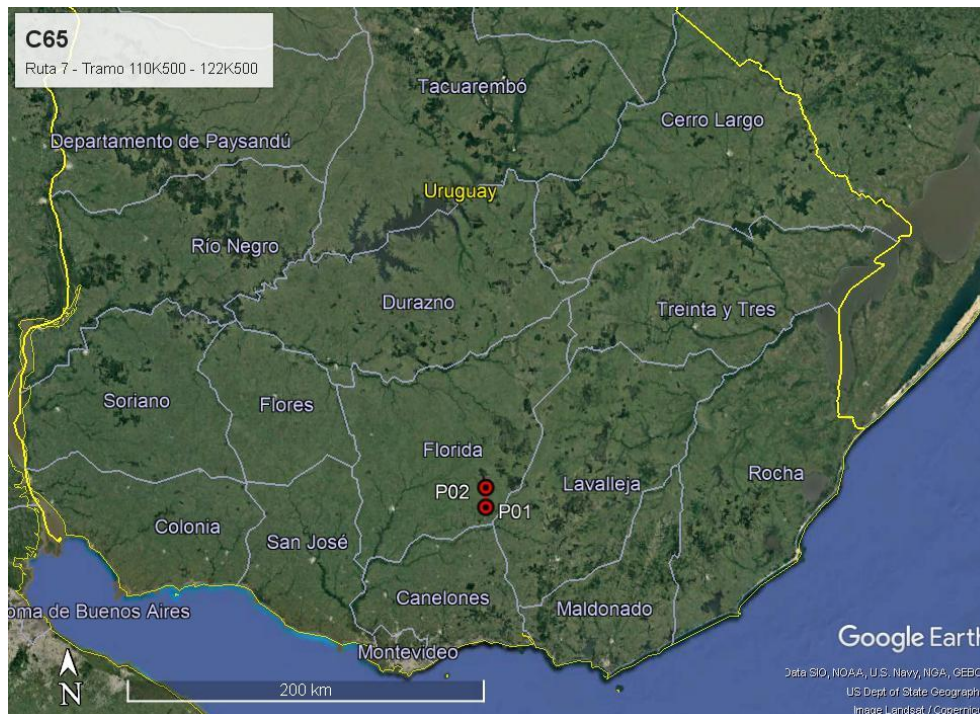 C65
Ruta 7 - Tramo 110K500 - 122K500
Tacuarembó
Cerro Largo
Departamento de Paysandú
Uruguay
Río Negro
Durazno
Treinta y Tres
Soriano
Flores
Florida
Lavalleja
Rocha
P02
P01
Colonia
San José
Canelones
Maldonado
oma de Buenos Aires
Montevideo
Google Earth
N
200 km
Data SIO, NOAA, U.S. Navy, NGA, GEBC
US Dept of State Geograph
Image Landsat / Copernicu